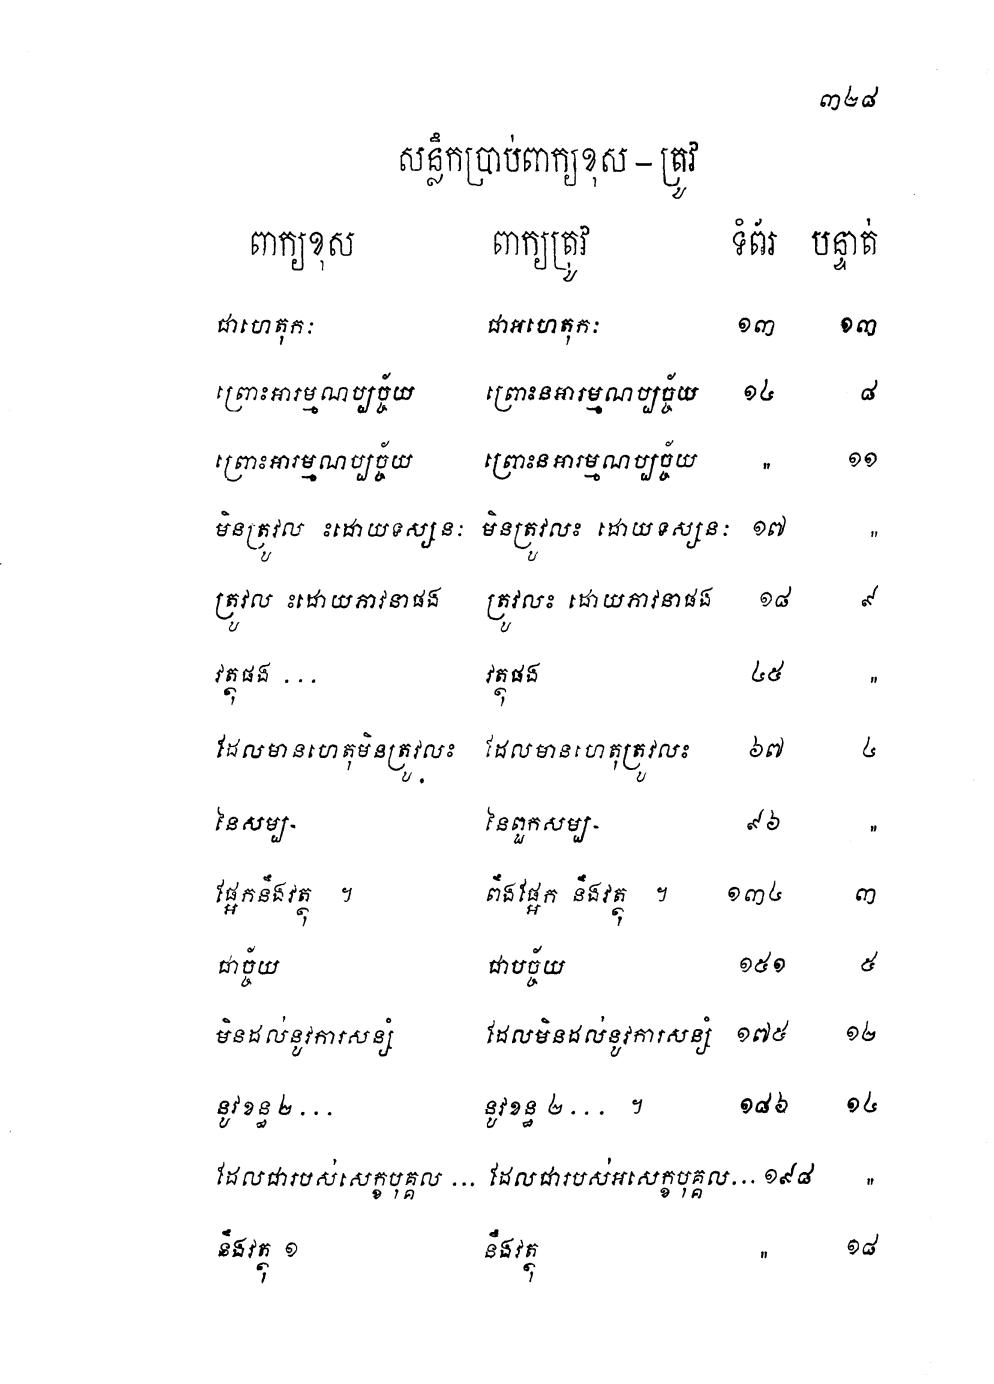 ៣២៨
សន្លឹកប្រាប់ពាក្យខុស – ត្រូវ
ពាក្យខុស ពាក្យត្រូវ ទំព័រ បន្ទាត់
ជាហេតុកៈ ជាអហេតុកៈ ១៣ ១៣
ព្រោះអារម្មណប្បច្ច័យ ព្រោះនអារម្មណប្បច្ច័យ ១៤ ៨
ព្រោះអារម្មណប្បច្ច័យ ព្រោះនអារម្មណប្បច្ច័យ " ១១
មិនត្រូវល ះដោយទស្សនៈ មិនត្រូវលះ ដោយទស្សនៈ ១៧ "
ត្រូវល ះដោយភាវនាផង ត្រូវលះ ដោយភាវនាផង ១៨ ៩
វត្ថុផង ... វត្ថុផង ៤៥ "
ដែលមានហេតុមិនត្រូវលះ ដែលមានហេតុត្រូវលះ ៦៧ ៤
នៃសម្ប- នៃពួកសម្ប- ៩៦ "
ផ្អែកនឹងវត្ថុ ។ ពឹងផ្អែក នឹងវត្ថុ ។ ១៣៤ ៣
ជាច្ច័យ ជាបច្ច័យ ១៥១ ៥
មិនដល់នូវការសន្សំ ដែលមិនដល់នូវការសន្សំ ១៧៥ ១២
នូវខន្ធ ២ ... នូវខន្ធ ៤ ... ។ ១៨៦ ១៤
ដែលជារបស់សេក្ខបុគ្គល ... ដែលជារបស់អសេក្ខបុគ្គល... ១៩៨ "
នឹងវត្ថុ ១ នឹងវត្ថុ " ១៨